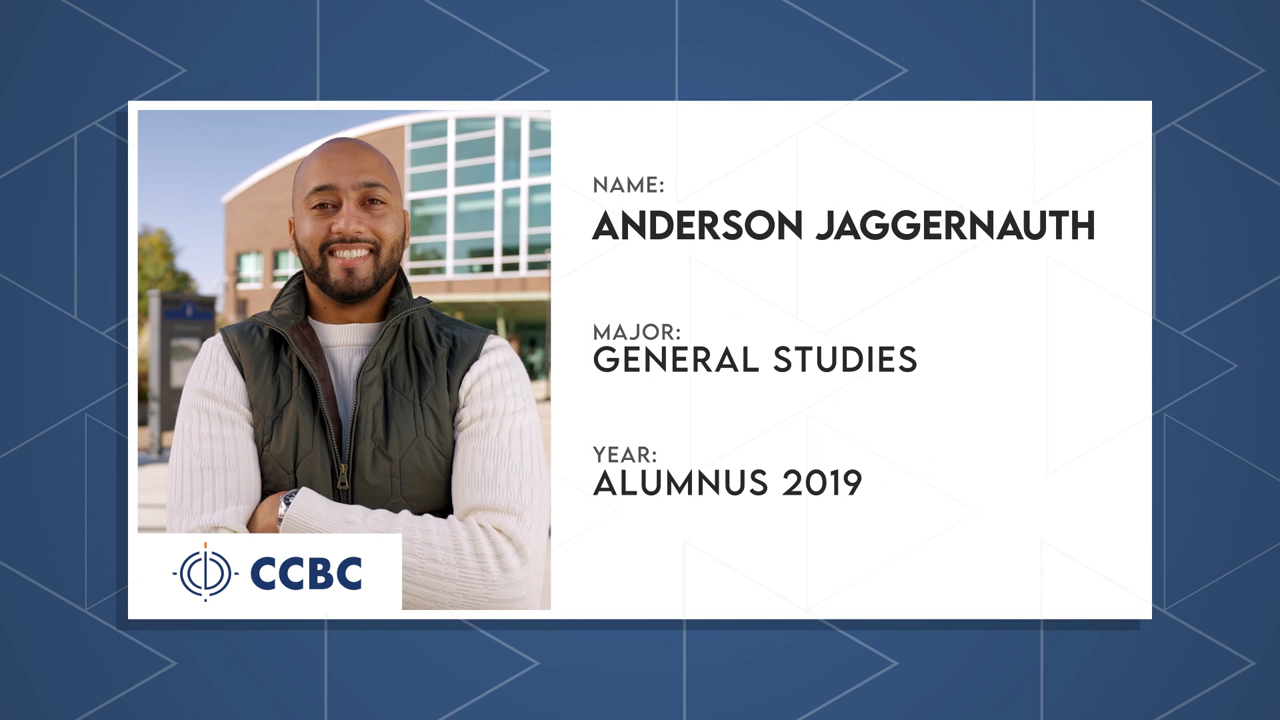 NAME:
ANDERSON JAGGERNAUTH
MAJOR:
GENERAL STUDIES
YEAR:
ALUMNUS 2019
CCBC